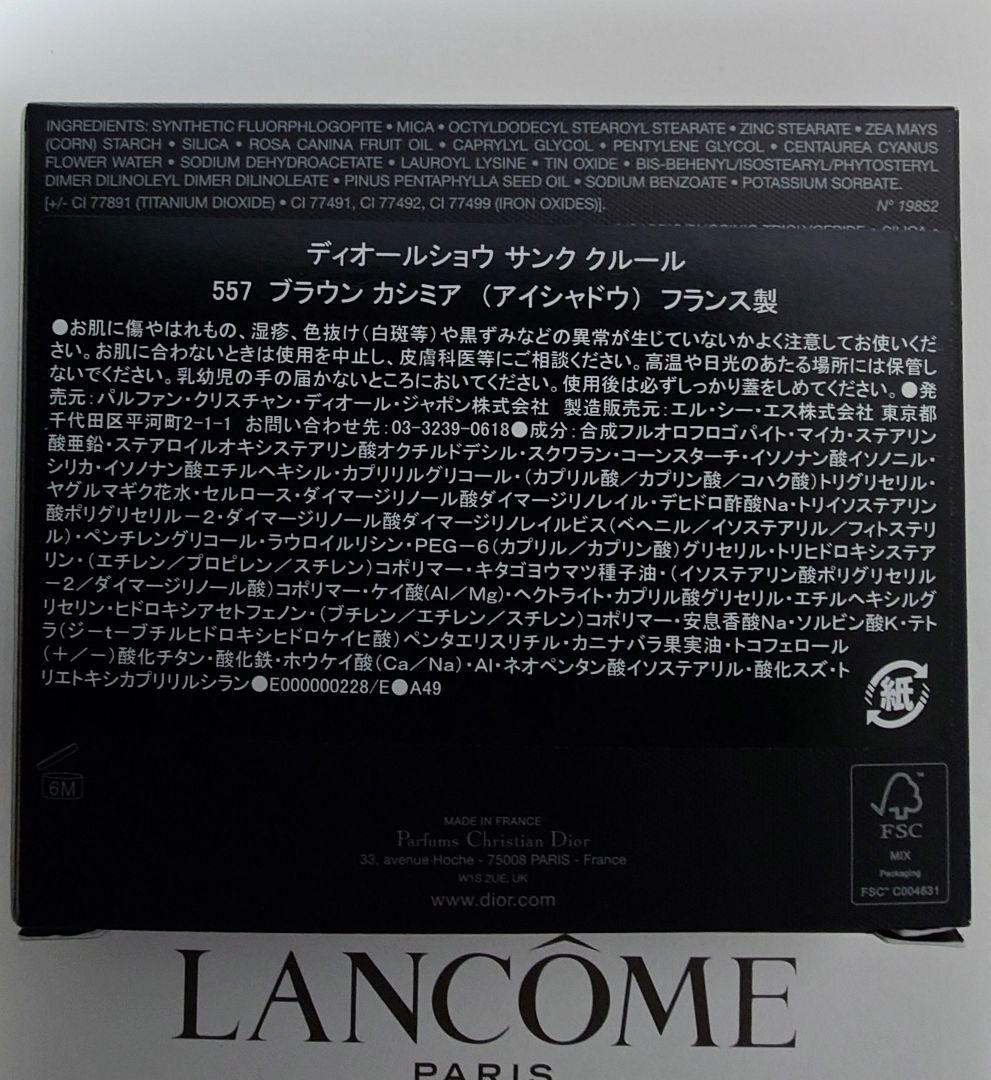 INGREDIENTS: SYNTHETIC FLUORPHLOGOPITE • MICA • OCTYLDODECYL STEAROYL STEARATE • ZINC STEARATE • ZEA MAYS
(CORN) STARCH • SILICA • ROSA CANINA FRUIT OIL • CAPRYLYL GLYCOL • PENTYLENE GLYCOL • CENTAUREA CYANUS
FLOWER WATER • SODIUM DEHYDROACETATE • LAUROYL LYSINE • TIN OXIDE • BIS-BEHENYL/ISOSTEARYL/PHYTOSTERYL
DIMER DILINOLEYL DIMER DILINOLEATE • PINUS PENTAPHYLLA SEED OIL • SODIUM BENZOATE • POTASSIUM SORBATE.
[+/- CI 77891 (TITANIUM DIOXIDE) • CI 77491, CI 77492, CI 77499 (IRON OXIDES)]. N° 19852
ディオールショウ サンク クルール
557 ブラウン カシミア (アイシャドウ) フランス製
●お肌に傷やはれもの、湿疹、色抜け(白斑等)や黒ずみなどの異常が生じていないかよく注意してお使いくだ
さい。お肌に合わないときは使用を中止し、皮膚科医等にご相談ください。高温や日光のあたる場所には保管し
ないでください。乳幼児の手の届かないところにおいてください。使用後は必ずしっかり蓋をしめてください。●発
売元:パルファン・クリスチャン・ディオール・ジャポン株式会社 製造販売元:エル・シー・エス株式会社 東京都
千代田区平河町2-1-1 お問い合わせ先:03-3239-0618●成分:合成フルオロフロゴパイト・マイカ・ステアリン
酸亜鉛・ステアロイルオキシステアリン酸オクチルドデシル・スクワラン・コーンスターチ・イソノナン酸イソノニル・
シリカ・イソノナン酸エチルヘキシル・カプリリルグリコール・(カプリル酸/カプリン酸/コハク酸)トリグリセリル・
ヤグルマギク花水・セルロース・ダイマージリノール酸ダイマージリノレイル・デヒドロ酢酸Na・トリイソステアリン
酸ポリグリセリル-2・ダイマージリノール酸ダイマージリノレイルビス(ベヘニル/イソステアリル/フィトステリ
ル)・ペンチレングリコール・ラウロイルリシン・PEG-6(カプリル/カプリン酸)グリセリル・トリヒドロキシステア
リン・(エチレン/プロピレン/スチレン)コポリマー・キタゴヨウマツ種子油・(イソステアリン酸ポリグリセリル
-2/ダイマージリノール酸)コポリマー・ケイ酸(Al/Mg)・ヘクトライト・カプリル酸グリセリル・エチルヘキシルグ
リセリン・ヒドロキシアセトフェノン・(ブチレン/エチレン/スチレン)コポリマー・安息香酸Na・ソルビン酸K・テト
ラ(ジ-t-ブチルヒドロキシヒドロケイヒ酸)ペンタエリスリチル・カニナバラ果実油・トコフェロール
(+/-)酸化チタン・酸化鉄・ホウケイ酸(Ca/Na)・Al・ネオペンタン酸イソステアリル・酸化スズ・ト
リエトキシカプリリルシラン●E000000228/E●A49
紙
6M
MADE IN FRANCE
Parfums Christian Dior
33, avenue Hoche - 75008 PARIS - France
W1S 2UE, UK
www.dior.com
FSC
MIX
Packaging
FSC™ C004631
LANCÔME
PARIS